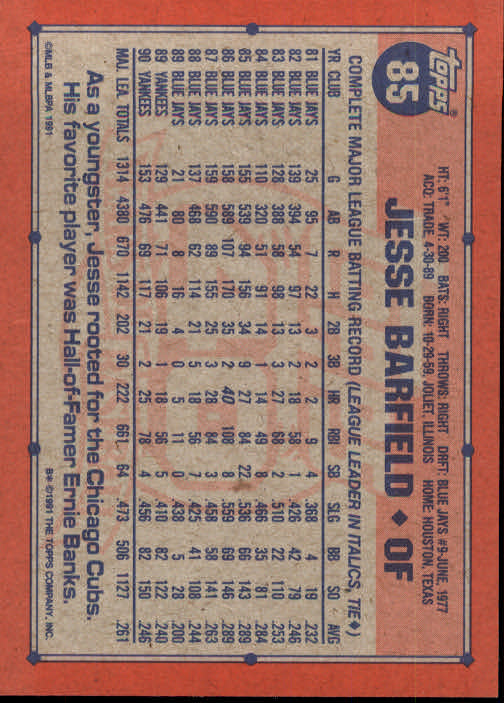 topps®
85
HT: 6'1" WT: 200 BATS: RIGHT THROWS: RIGHT DRFT: BLUE JAYS #9-JUNE, 1977
ACQ: TRADE 4-30-89 BORN: 10-29-59, JOLIET, ILLINOIS HOME: HOUSTON, TEXAS
JESSE BARFIELD ◆ OF
COMPLETE MAJOR LEAGUE BATTING RECORD (LEAGUE LEADER IN ITALICS, TIE◆)
YR CLUB G AB R H 2B 3B HR RBI SB SLG BB SO AVG
81 BLUE JAYS 25 95 7 22 3 2 2 9 4 .368 4 19 .232
82 BLUE JAYS 139 394 54 97 13 2 18 58 1 .426 42 79 .246
83 BLUE JAYS 128 388 58 98 13 3 27 68 2 .510 22 110 .253
84 BLUE JAYS 110 320 51 91 14 1 14 49 8 .466 35 81 .284
85 BLUE JAYS 155 539 94 156 34 9 27 84 22 .536 66 143 .289
86 BLUE JAYS 158 589 107 170 35 2 40 108 8 .559 69 146 .289
87 BLUE JAYS 159 590 89 155 25 3 28 84 3 .458 58 141 .263
88 BLUE JAYS 137 468 62 114 21 5 18 56 7 .425 41 108 .244
89 BLUE JAYS 21 80 8 16 4 0 5 11 0 .438 5 28 .200
89 YANKEES 129 441 71 106 19 1 18 56 5 .410 82 122 .240
90 YANKEES 153 476 69 117 21 2 25 78 4 .456 82 150 .246
MAJ. LEA. TOTALS 1314 4380 670 1142 202 30 222 661 64 .473 506 1127 .261
As a youngster, Jesse rooted for the Chicago Cubs.
His favorite player was Hall-of-Famer Ernie Banks.
©MLB & MLBPA 1991
B* ©1991 THE TOPPS COMPANY, INC.